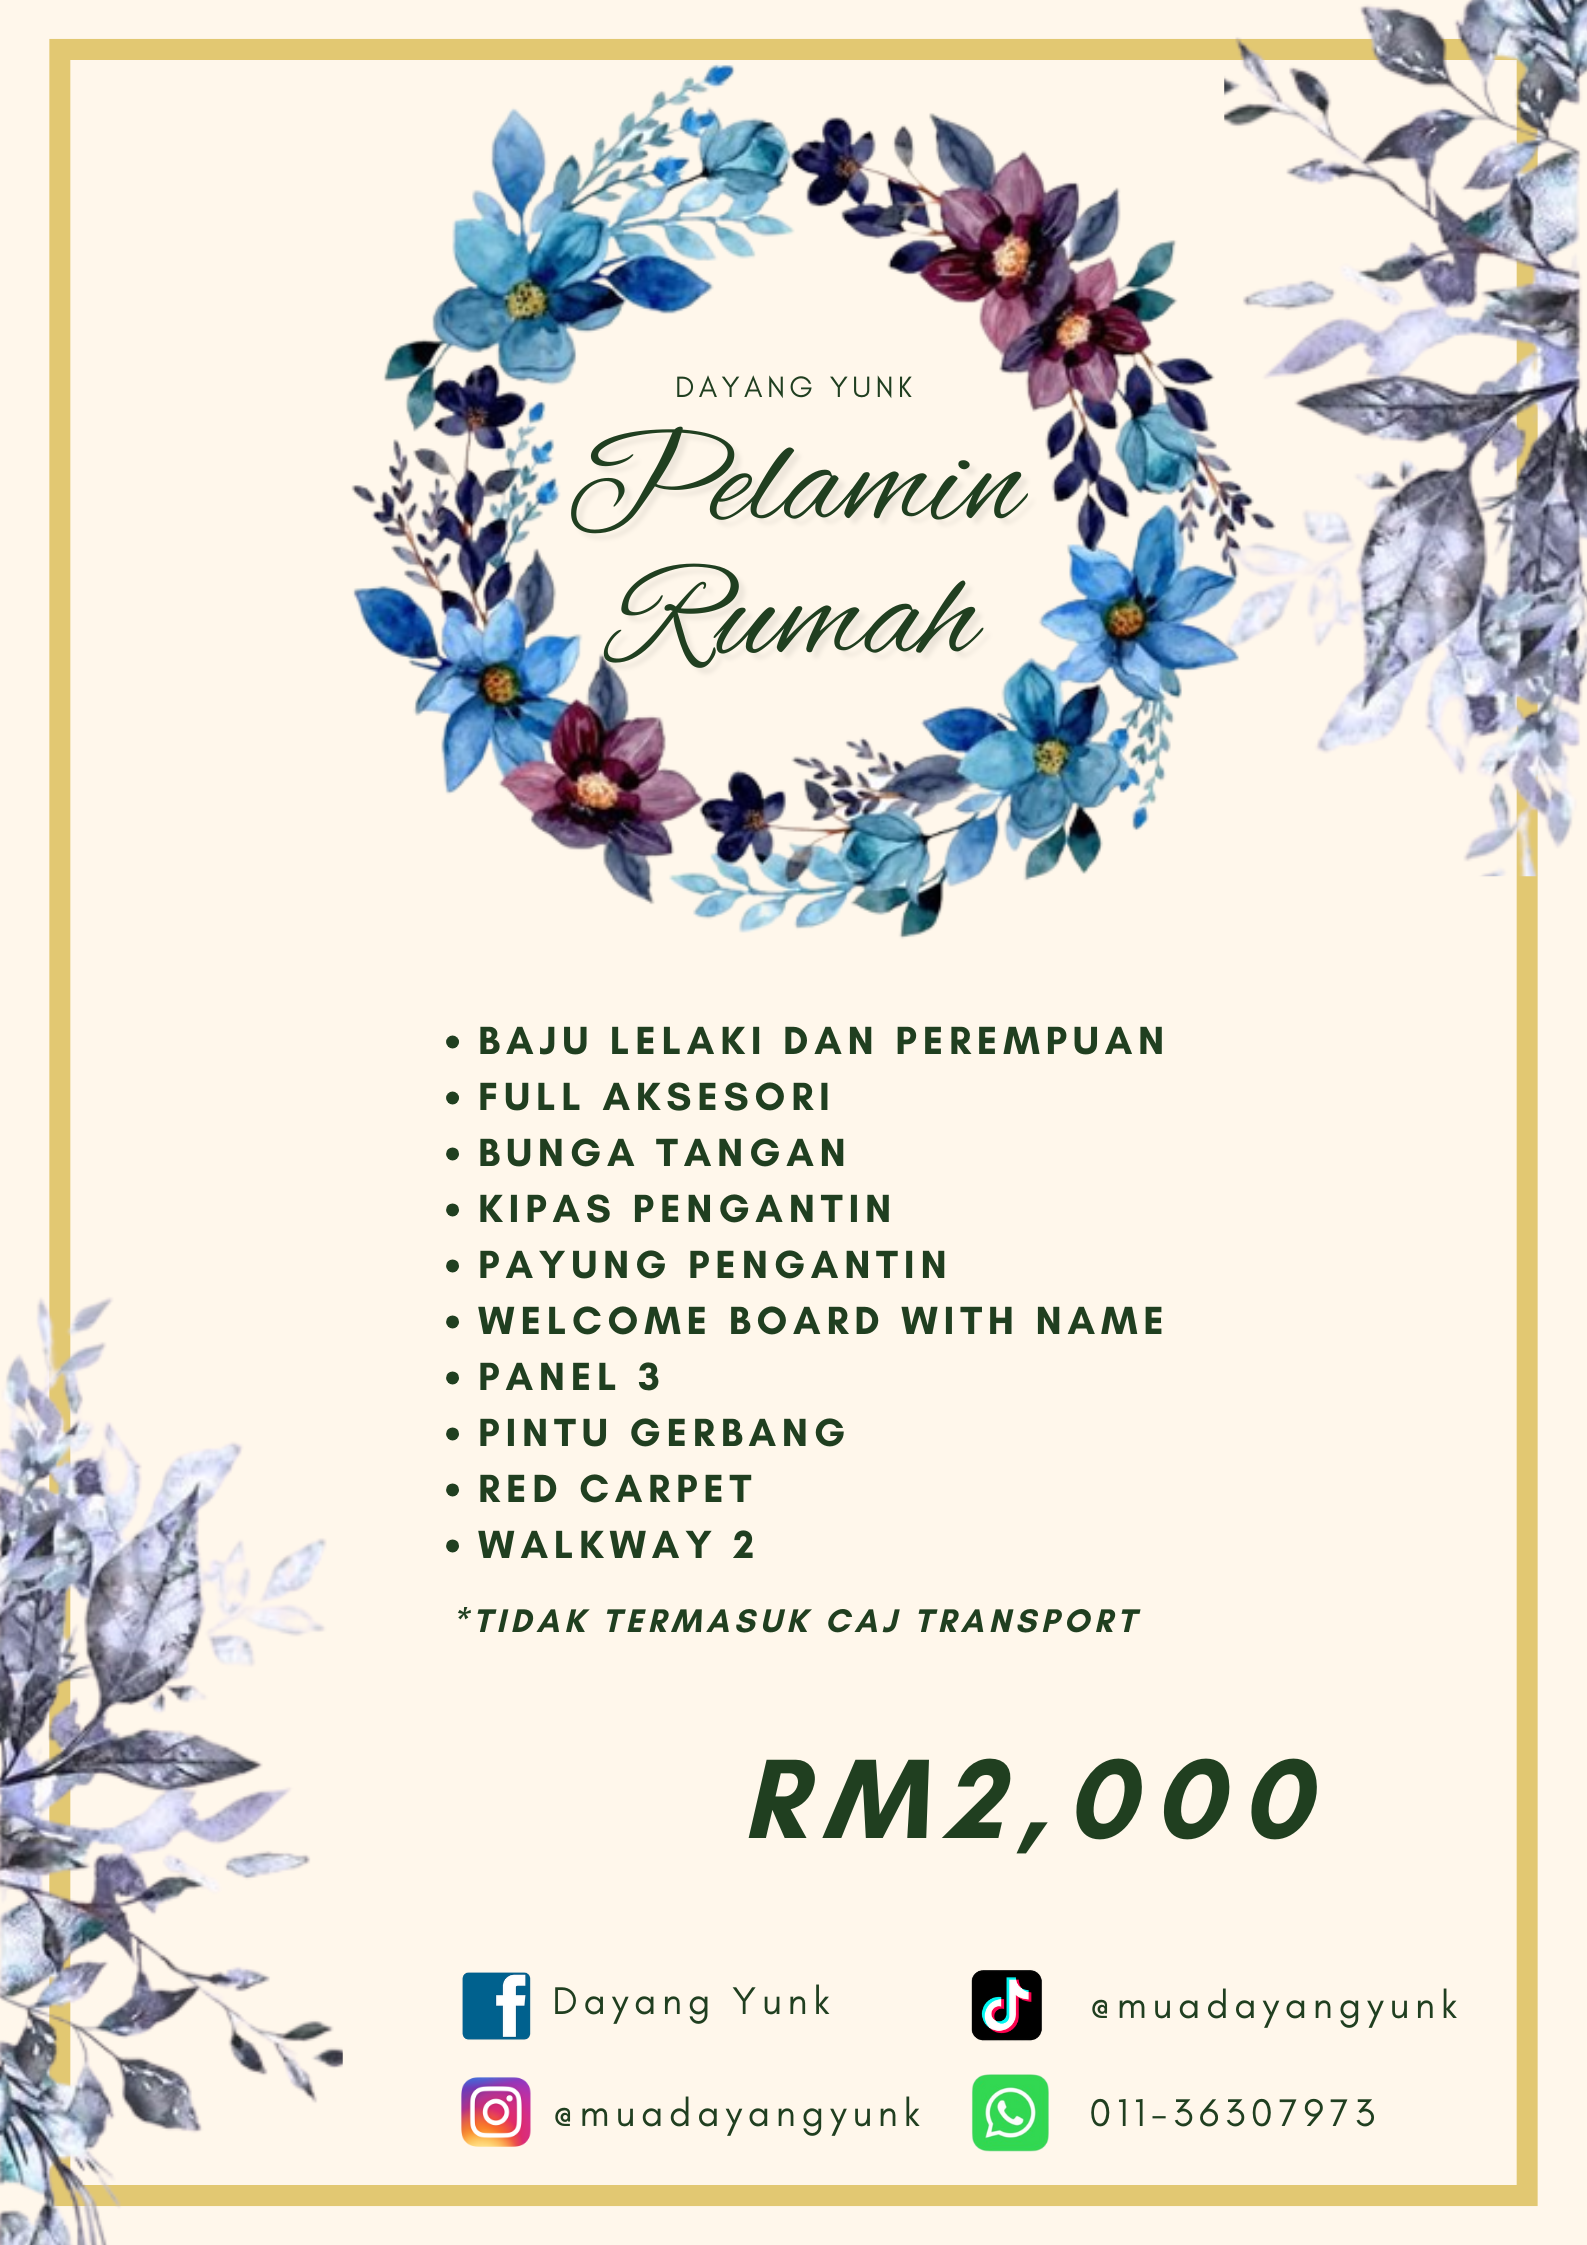 DAYANG YUNK
Pelamin
Rumah
• BAJU LELAKI DAN PEREMPUAN
• FULL AKSESORI
• BUNGA TANGAN
• KIPAS PENGANTIN
• PAYUNG PENGANTIN
• WELCOME BOARD WITH NAME
• PANEL 3
• PINTU GERBANG
• RED CARPET
• WALKWAY 2
*TIDAK TERMASUK CAJ TRANSPORT
RM2,000
Dayang Yunk
@muadayangyunk
@muadayangyunk
011-36307973